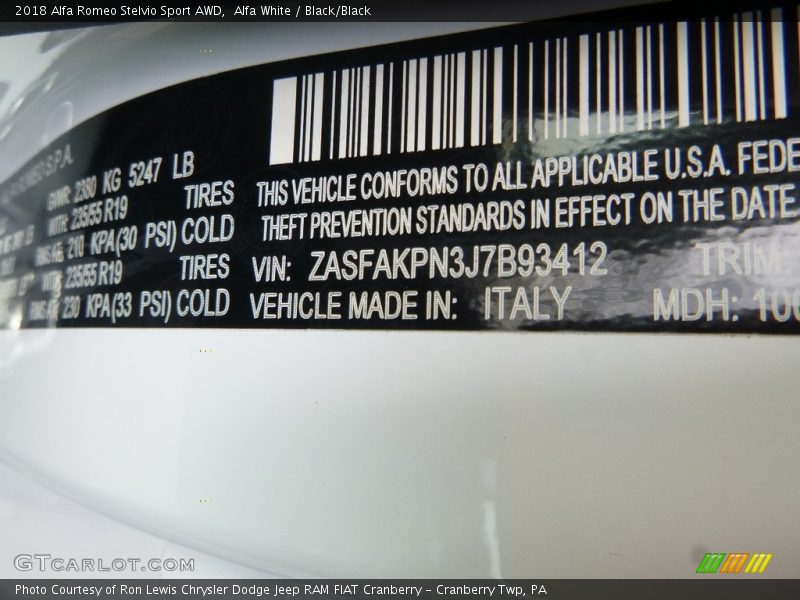 2018 Alfa Romeo Stelvio Sport AWD, Alfa White / Black/Black
S.P.A.
GVWR: 2380 KG 5247 LB
WITH: 235/55 R19 TIRES
210 KPA(30 PSI) COLD
WITH: 235/55 R19 TIRES
230 KPA(33 PSI) COLD
THIS VEHICLE CONFORMS TO ALL APPLICABLE U.S.A. FEDE
THEFT PREVENTION STANDARDS IN EFFECT ON THE DATE
VIN: ZASFAKPN3J7B93412 TRIM
VEHICLE MADE IN: ITALY MDH: 100
GTCARLOT.COM
Photo Courtesy of Ron Lewis Chrysler Dodge Jeep RAM FIAT Cranberry – Cranberry Twp, PA